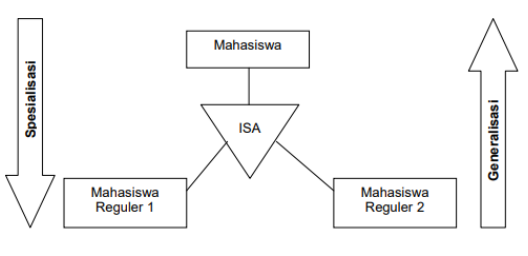 Mahasiswa
Spesialisasi
ISA
Generalisasi
Mahasiswa
Reguler 1
Mahasiswa
Reguler 2